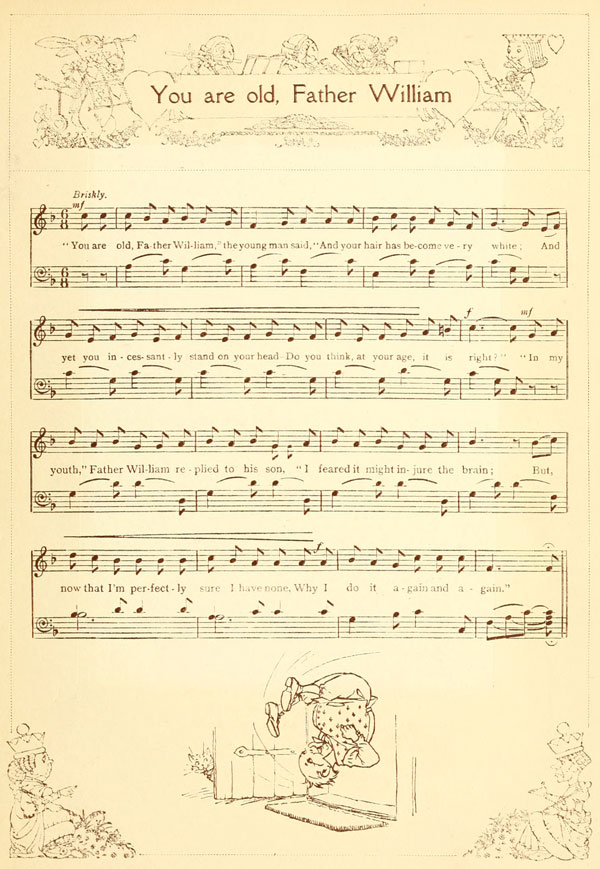 You are old, Father William
Briskly.
mf
"You are old, Fa-ther Wil-liam," the young man said, "And your hair has be-come ve-ry white; And
f mf
yet you in-ces-sant-ly stand on your head- Do you think, at your age, it is right?" "In my
youth," Father Wil-liam re-plied to his son, "I feared it might in-jure the brain; But,
f
now that I'm per-fect-ly sure I have none, Why I do it a-gain and a-gain."